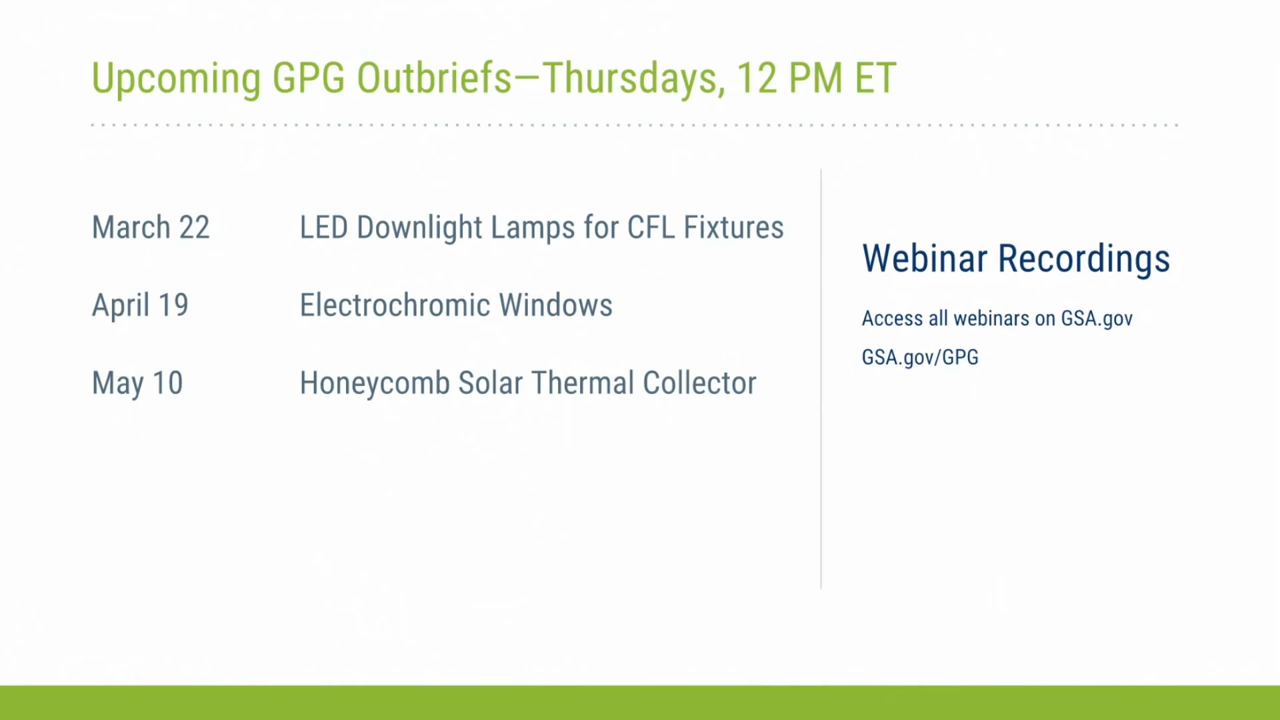 Upcoming GPG Outbriefs—Thursdays, 12 PM ET
March 22 LED Downlight Lamps for CFL Fixtures
April 19 Electrochromic Windows
May 10 Honeycomb Solar Thermal Collector
Webinar Recordings
Access all webinars on GSA.gov
GSA.gov/GPG